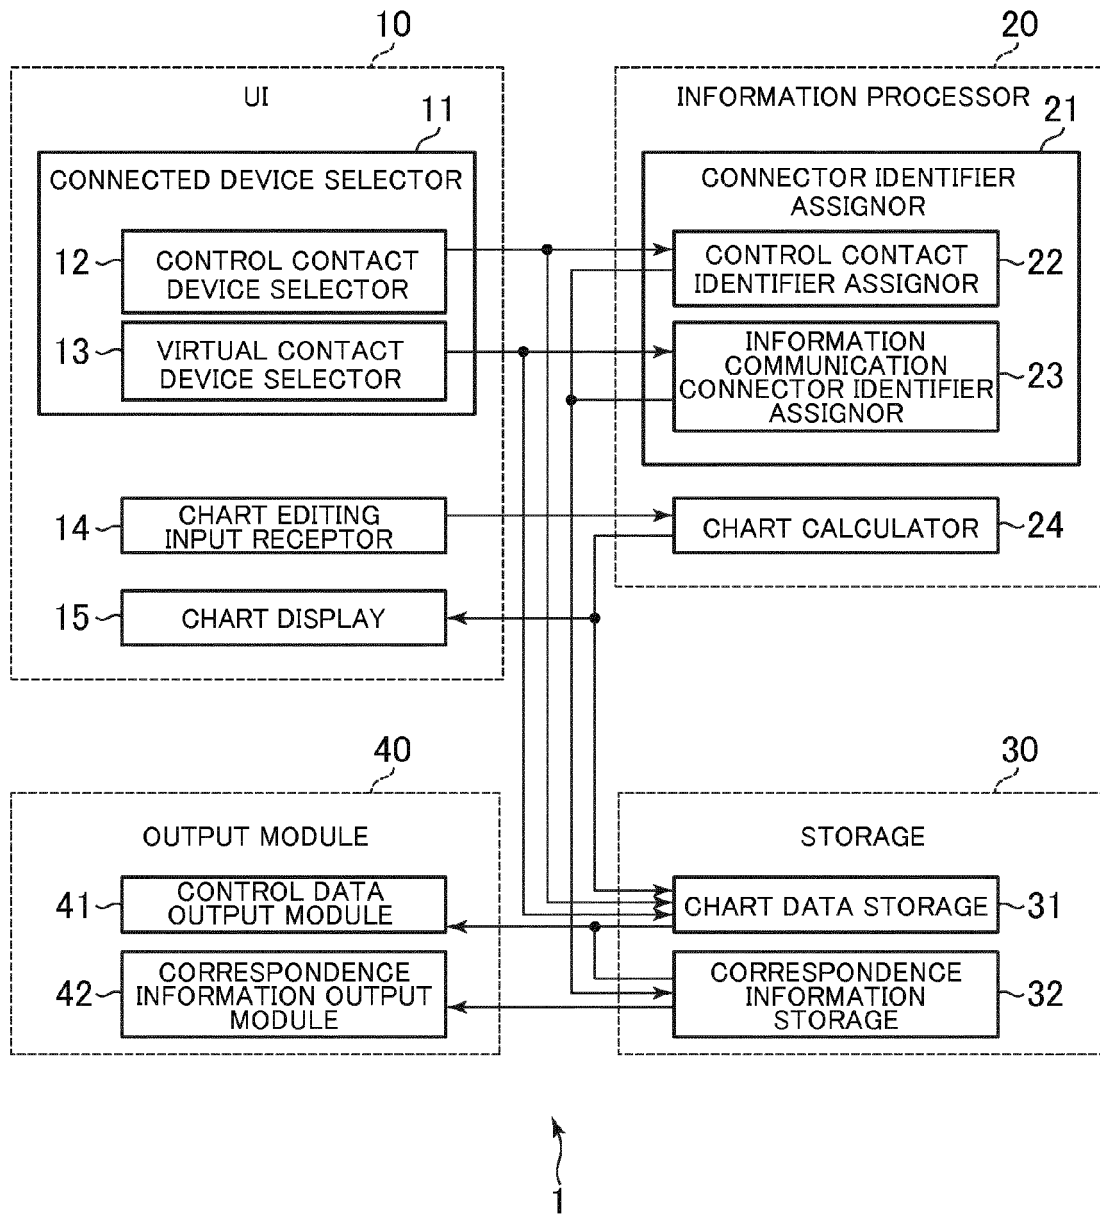 10
UI
11
CONNECTED DEVICE SELECTOR
12
CONTROL CONTACT
DEVICE SELECTOR
13
VIRTUAL CONTACT
DEVICE SELECTOR
14
CHART EDITING
INPUT RECEPTOR
15
CHART DISPLAY
20
INFORMATION PROCESSOR
21
CONNECTOR IDENTIFIER
ASSIGNOR
CONTROL CONTACT
IDENTIFIER ASSIGNOR
22
INFORMATION
COMMUNICATION
CONNECTOR IDENTIFIER
ASSIGNOR
23
CHART CALCULATOR
24
40
OUTPUT MODULE
41
CONTROL DATA
OUTPUT MODULE
42
CORRESPONDENCE
INFORMATION OUTPUT
MODULE
30
STORAGE
CHART DATA STORAGE
31
CORRESPONDENCE
INFORMATION
STORAGE
32
1